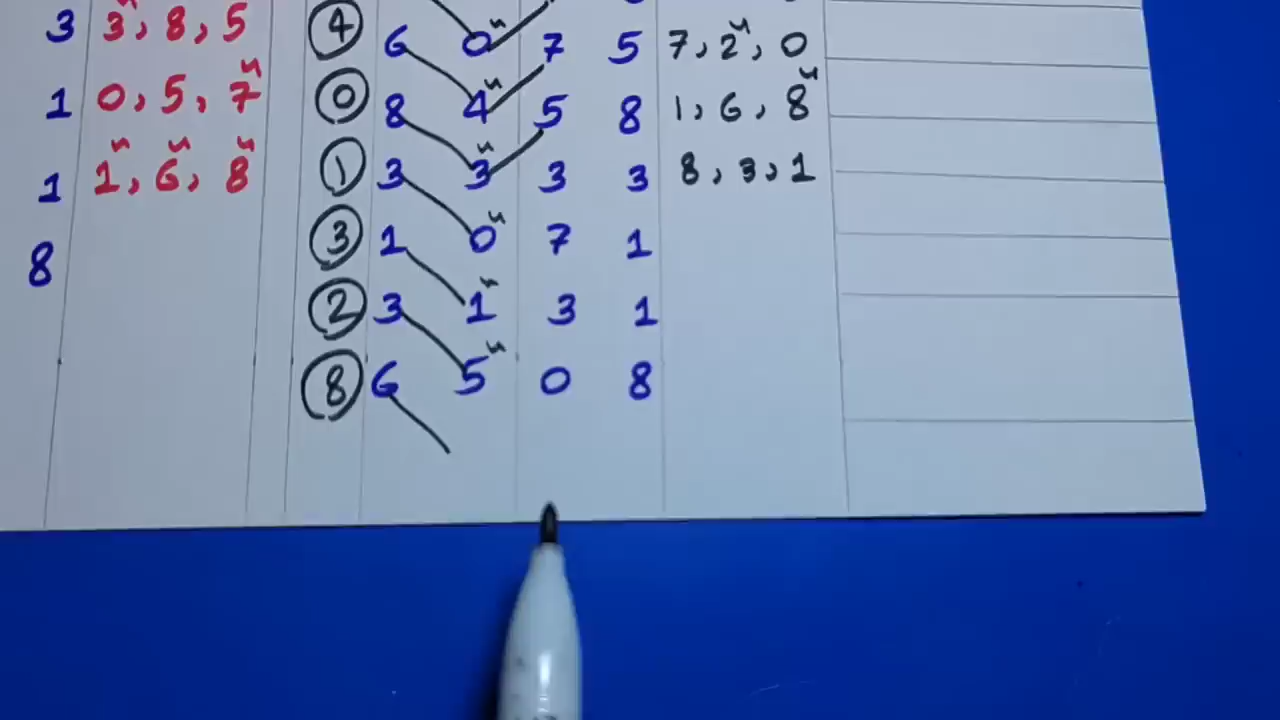 3 3, 8, 5 4 6 0 7 5 7, 2, 0
1 0, 5, 7 0 8 4 5 8 1, 6, 8
1 1, 6, 8 1 3 3 3 3 8, 3, 1
8 3 1 0 7 1
2 3 1 3 1
8 6 5 0 8